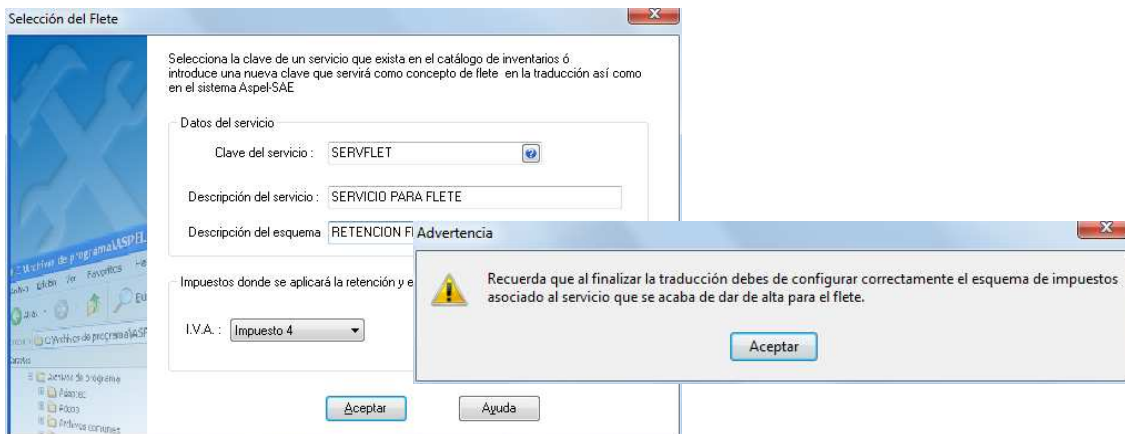 Selección del Flete
Selecciona la clave de un servicio que exista en el catálogo de inventarios ó
introduce una nueva clave que servirá como concepto de flete en la traducción así como
en el sistema Aspel-SAE
Datos del servicio
Clave del servicio : SERVFLET
Descripción del servicio : SERVICIO PARA FLETE
Descripción del esquema RETENCION
Impuestos donde se aplicará la retención y
I.V.A. : Impuesto 4
Aceptar Ayuda
Advertencia
Recuerda que al finalizar la traducción debes de configurar correctamente el esquema de impuestos
asociado al servicio que se acaba de dar de alta para el flete.
Aceptar
Favoritos